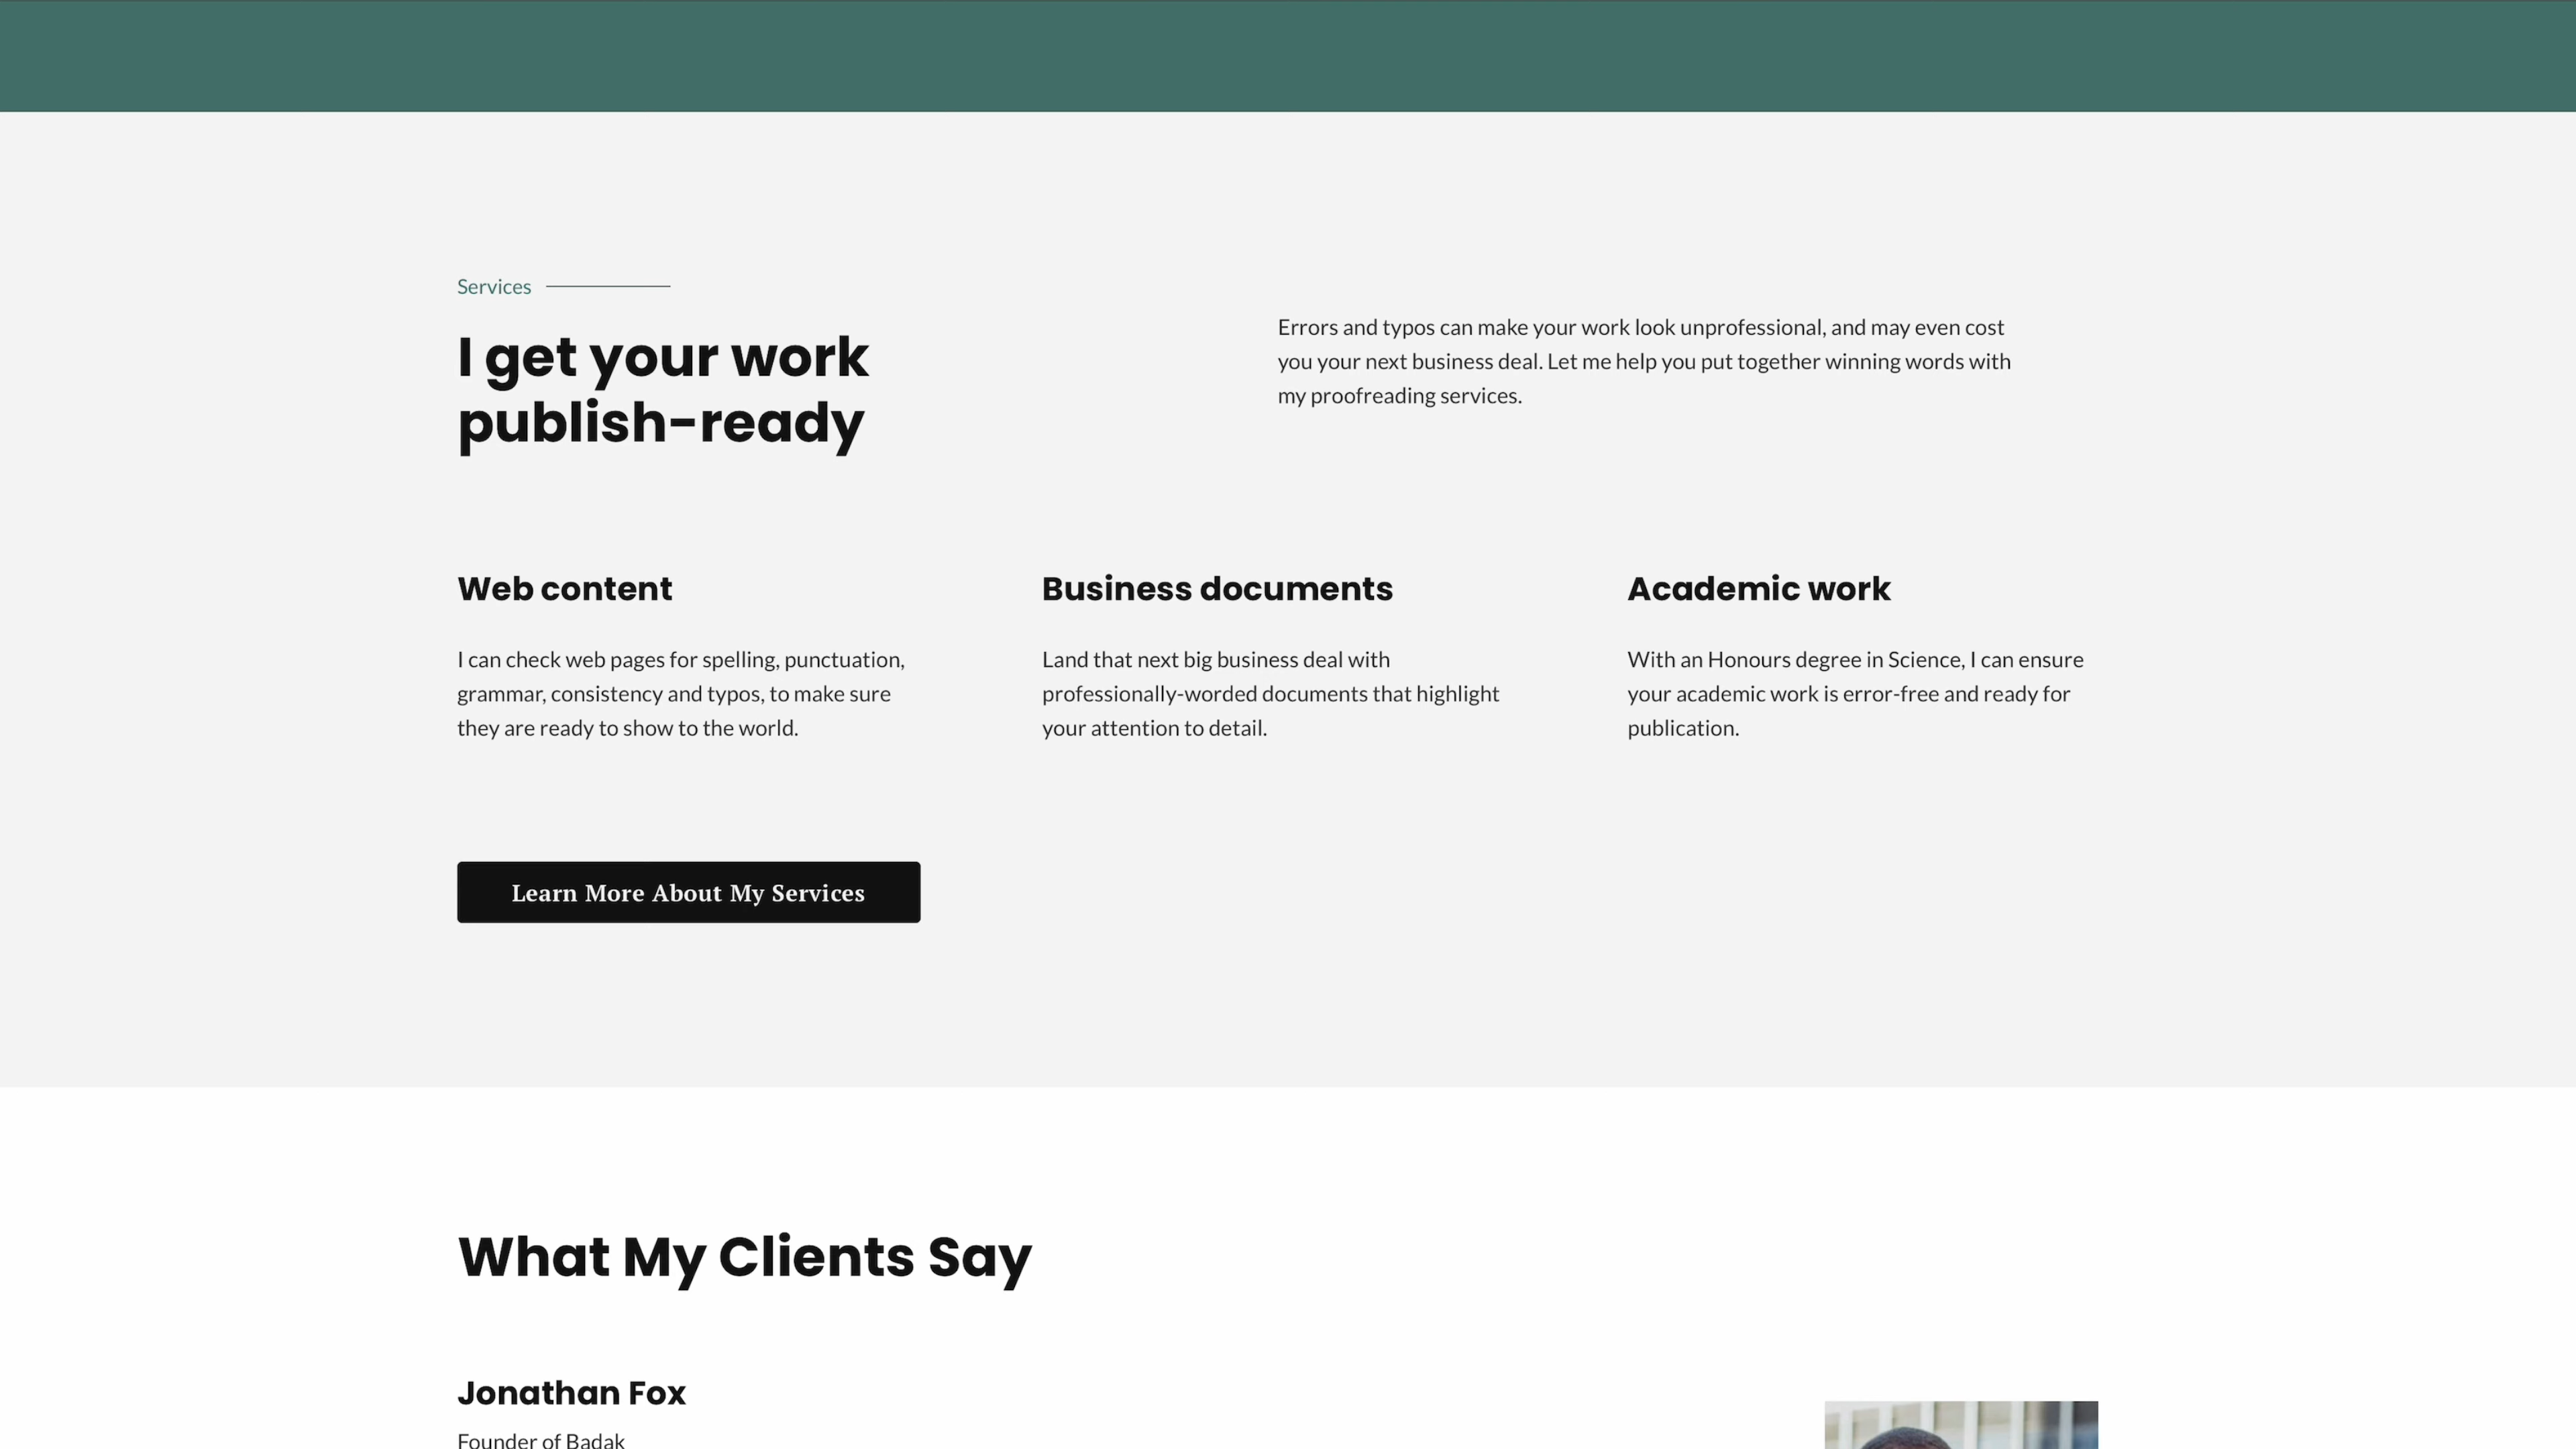 Services
I get your work
publish-ready
Errors and typos can make your work look unprofessional, and may even cost
you your next business deal. Let me help you put together winning words with
my proofreading services.
Web content
I can check web pages for spelling, punctuation,
grammar, consistency and typos, to make sure
they are ready to show to the world.
Business documents
Land that next big business deal with
professionally-worded documents that highlight
your attention to detail.
Academic work
With an Honours degree in Science, I can ensure
your academic work is error-free and ready for
publication.
Learn More About My Services
What My Clients Say
Jonathan Fox
Founder of Badak